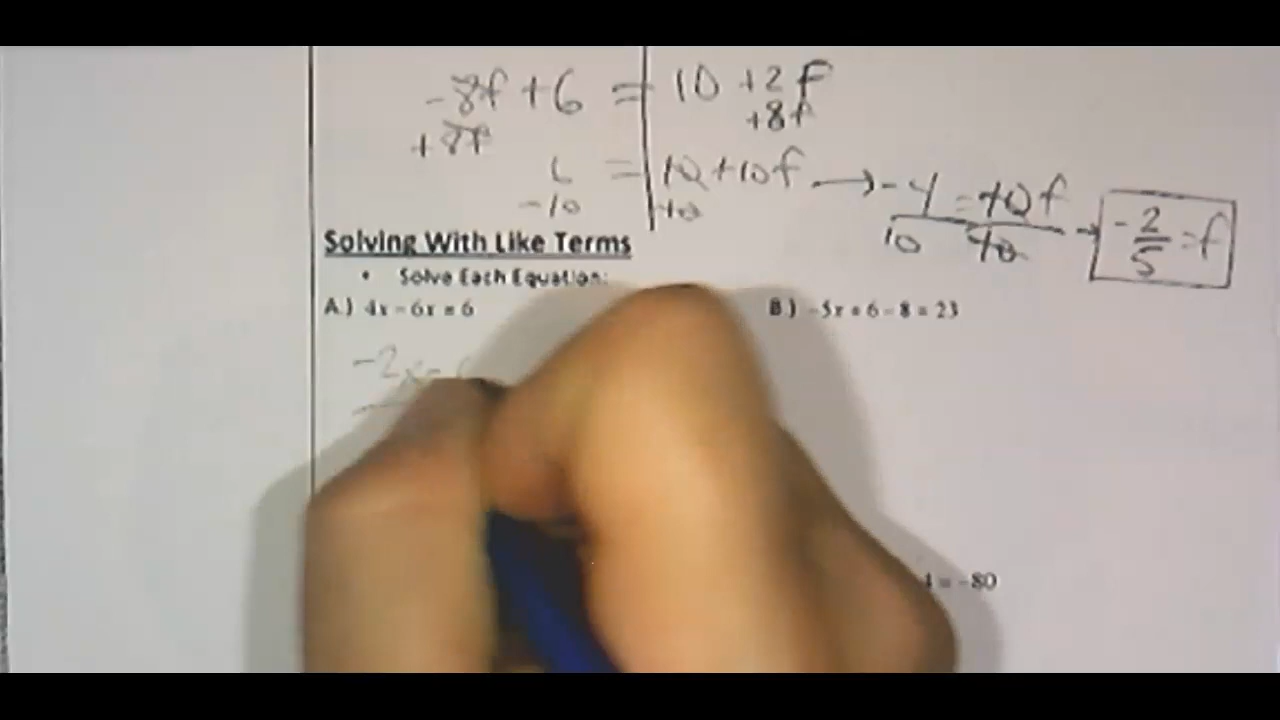 -8f + 6 = 10 + 2f
+8f +8f
6 = 10 + 10f → -4 = 10f → -2/5 = f
-10 -10 10 10
Solving With Like Terms
• Solve Each Equation:
A.) 4x - 6x = 6 B.) -5x + 6 - 8 = 23
-2x =
= -80